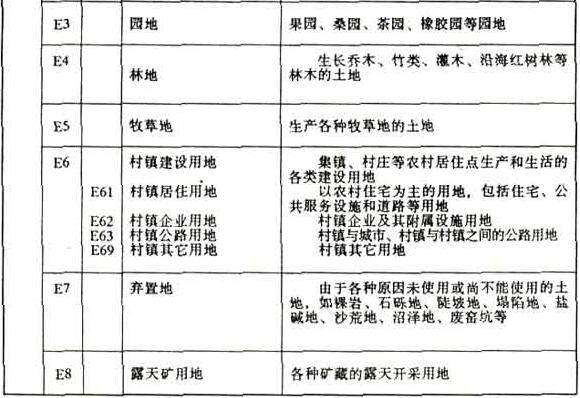 E3 园地 果园、桑园、茶园、橡胶园等园地
E4 林地 生长乔木、竹类、灌木、沿海红树林等
林木的土地
E5 牧草地 生产各种牧草地的土地
E6 村镇建设用地 集镇、村庄等农村居住点生产和生活的
各类建设用地
E61 村镇居住用地 以农村住宅为主的用地，包括住宅、公
共服务设施和道路等用地
E62 村镇企业用地 村镇企业及其附属设施用地
E63 村镇公路用地 村镇与城市、村镇与村镇之间的公路用地
E69 村镇其它用地 村镇其它用地
E7 弃置地 由于各种原因未使用或尚不能使用的土
地，如裸岩、石砾地、陡坡地、塌陷地、盐
碱地、沙荒地、沼泽地、废窑坑等
E8 露天矿用地 各种矿藏的露天开采用地